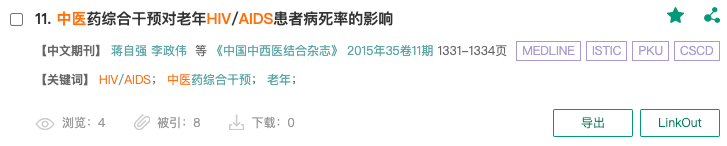 11. 中医药综合干预对老年HIV/AIDS患者病死率的影响
【中文期刊】 蒋自强 李政伟 等 《中国中西医结合杂志》 2015年35卷11期 1331-1334页 MEDLINE ISTIC PKU CSCD
【关键词】 HIV/AIDS； 中医药综合干预； 老年；
浏览：4 被引：8 下载：0 导出 LinkOut